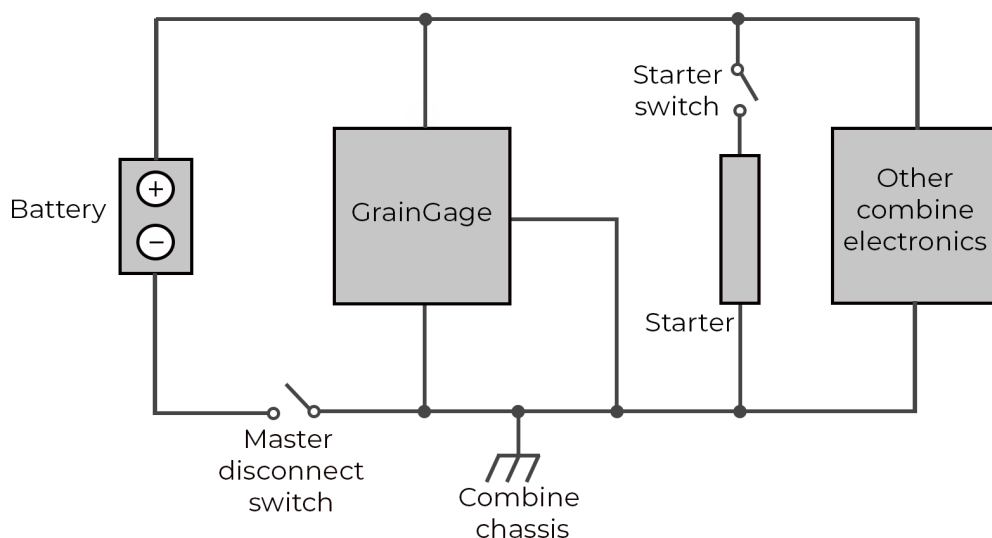 Starter
switch
Battery
+
−
GrainGage
Other
combine
electronics
Starter
Master
disconnect
switch
Combine
chassis